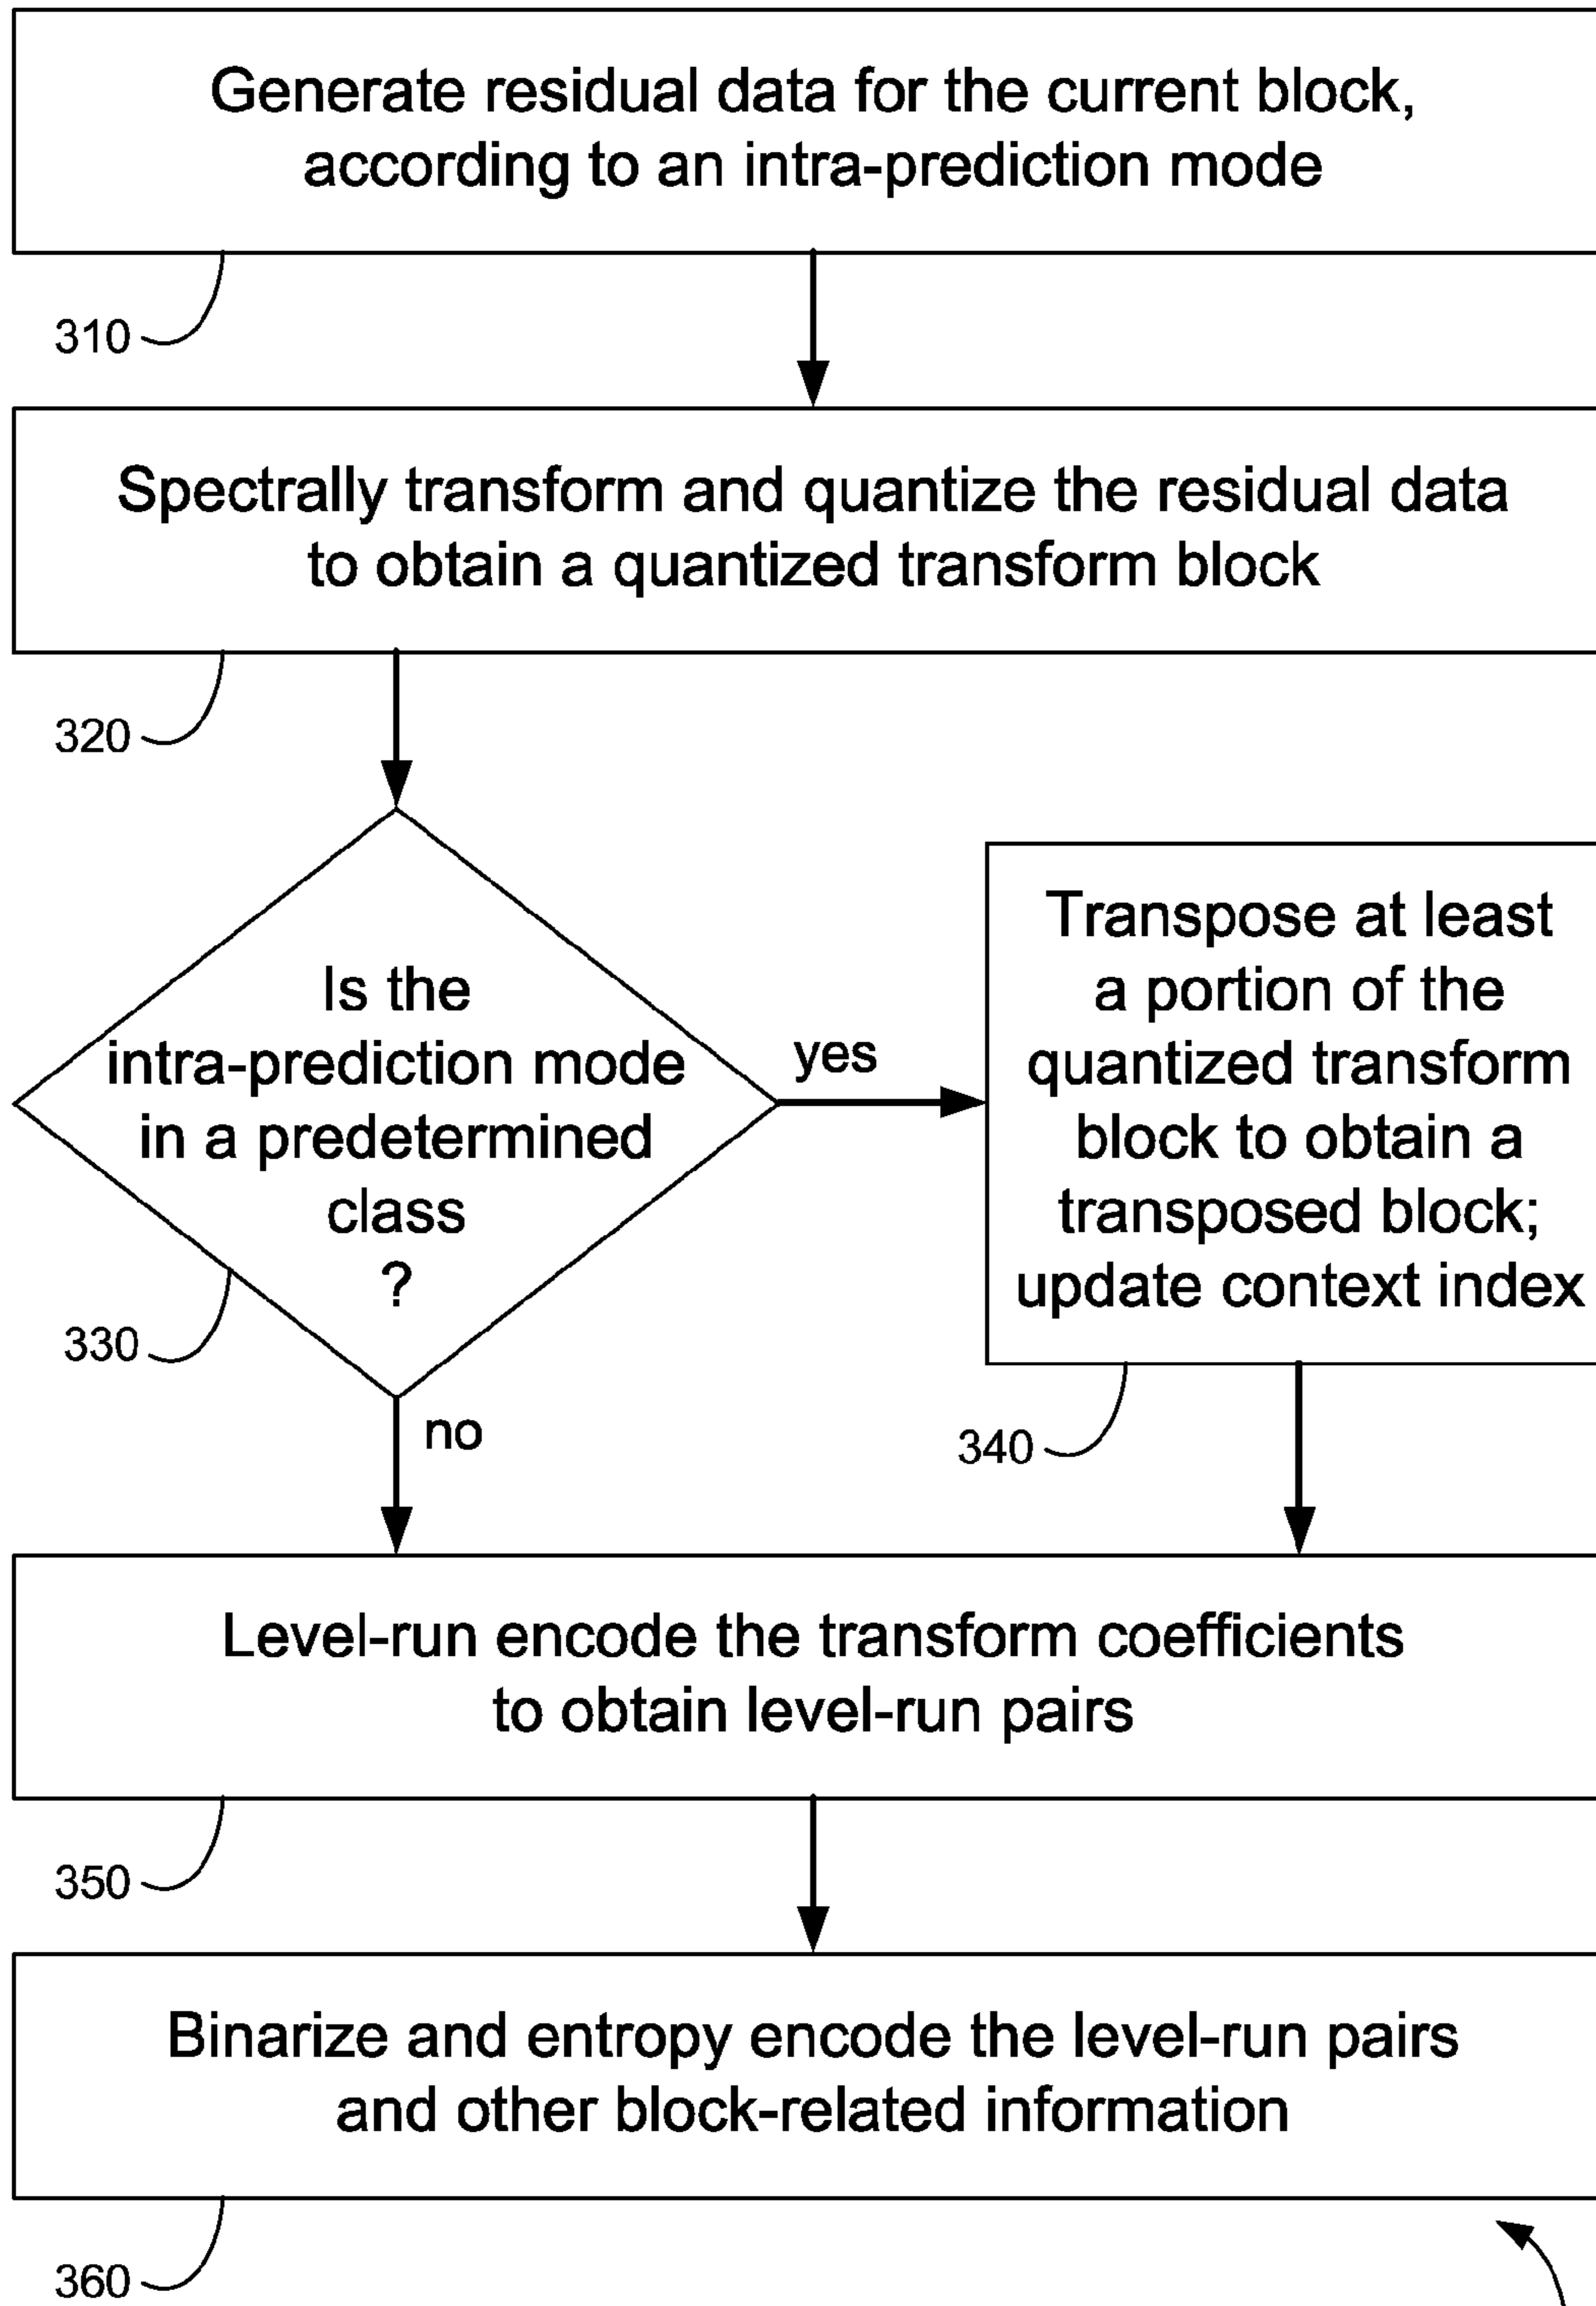 Generate residual data for the current block,
according to an intra-prediction mode
310
Spectrally transform and quantize the residual data
to obtain a quantized transform block
320
Is the
intra-prediction mode
in a predetermined
class
?
330
yes
no
Transpose at least
a portion of the
quantized transform
block to obtain a
transposed block;
update context index
340
Level-run encode the transform coefficients
to obtain level-run pairs
350
Binarize and entropy encode the level-run pairs
and other block-related information
360